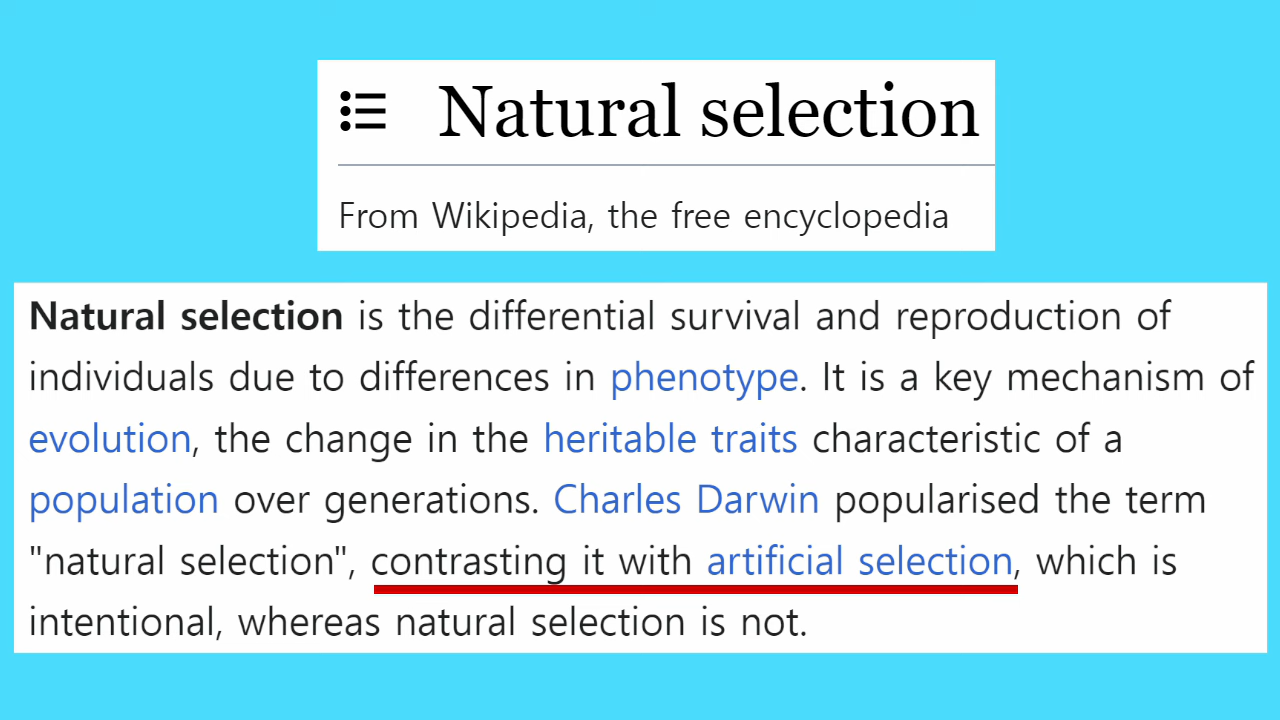 Natural selection
From Wikipedia, the free encyclopedia
Natural selection is the differential survival and reproduction of
individuals due to differences in phenotype. It is a key mechanism of
evolution, the change in the heritable traits characteristic of a
population over generations. Charles Darwin popularised the term
"natural selection", contrasting it with artificial selection, which is
intentional, whereas natural selection is not.